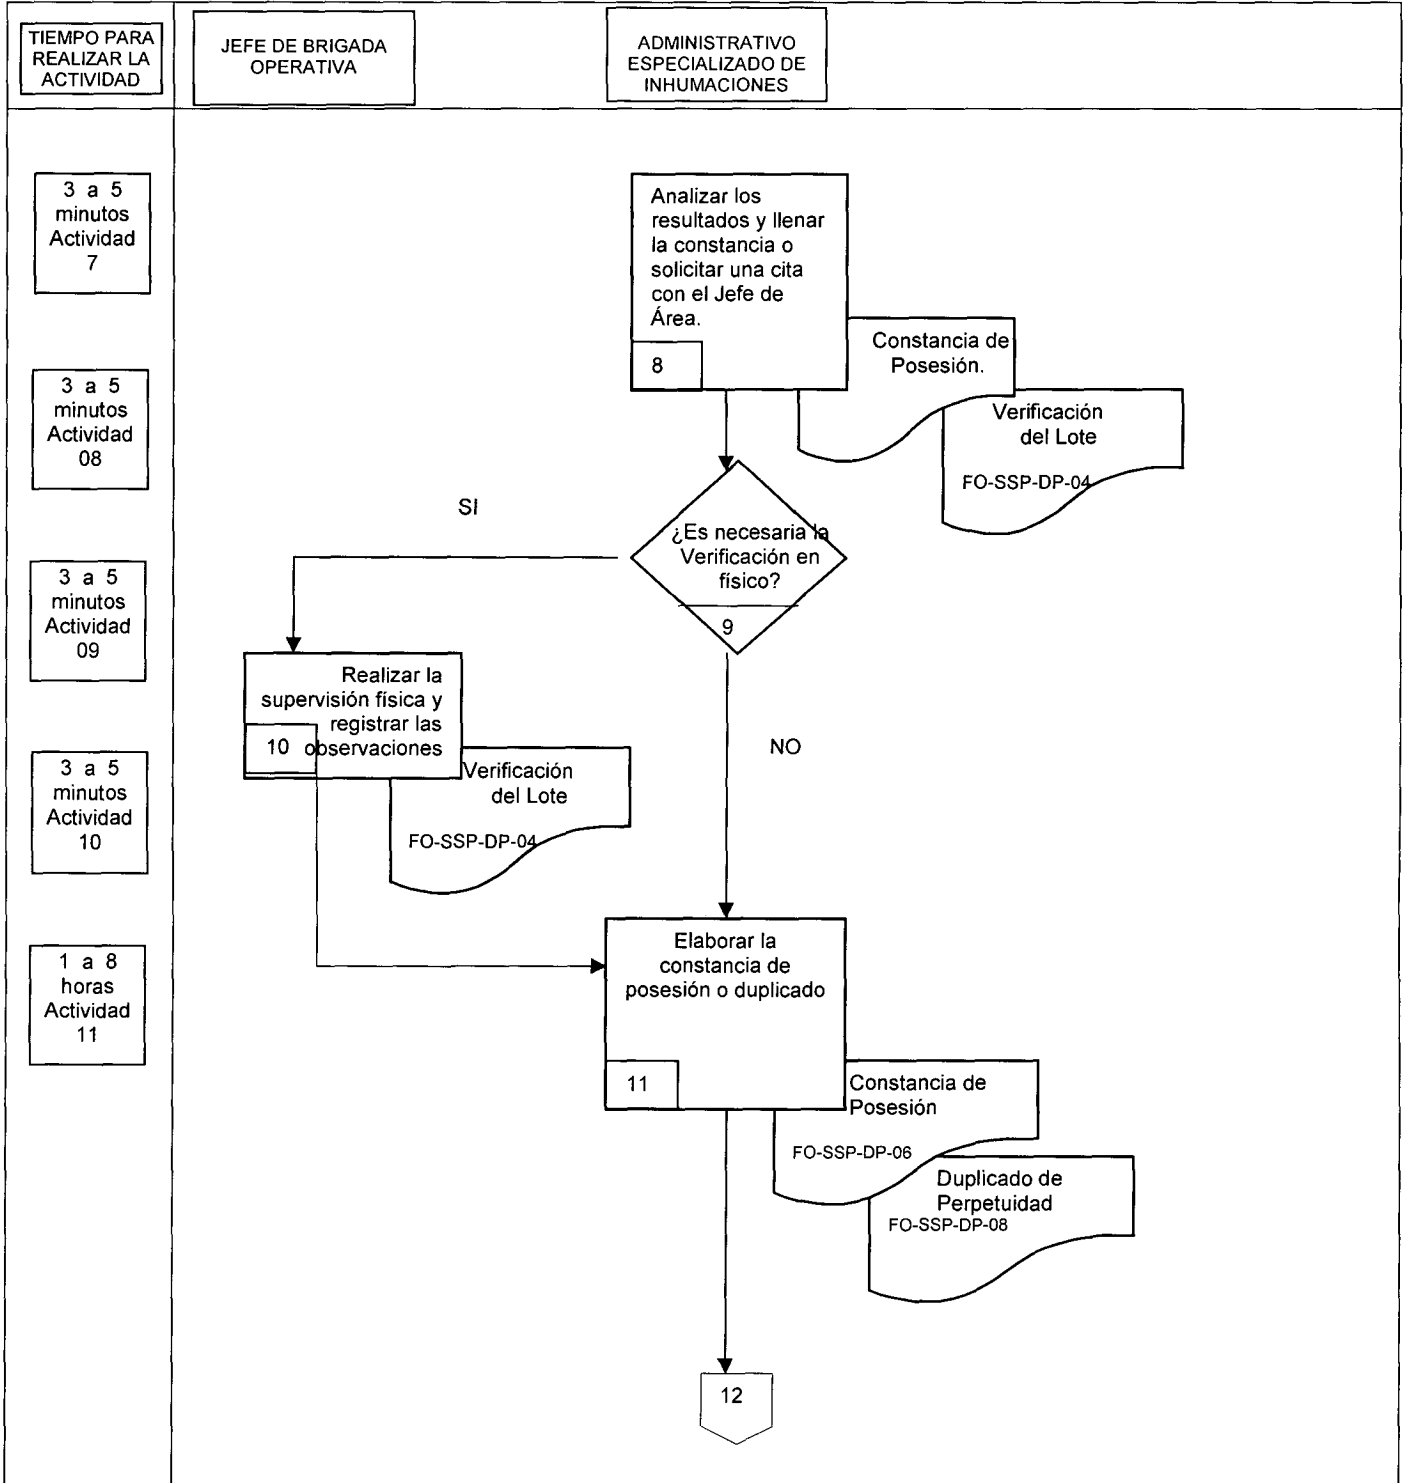 TIEMPO PARA
REALIZAR LA
ACTIVIDAD
JEFE DE BRIGADA
OPERATIVA
ADMINISTRATIVO
ESPECIALIZADO DE
INHUMACIONES
3 a 5
minutos
Actividad
7
Analizar los
resultados y llenar
la constancia o
solicitar una cita
con el Jefe de
Área.
8
Constancia de
Posesión.
Verificación
del Lote
FO-SSP-DP-04
3 a 5
minutos
Actividad
08
SI
¿Es necesaria la
Verificación en
físico?
9
3 a 5
minutos
Actividad
09
Realizar la
supervisión física y
registrar las
observaciones
10
Verificación
del Lote
FO-SSP-DP-04
NO
3 a 5
minutos
Actividad
10
Elaborar la
constancia de
posesión o duplicado
11
1 a 8
horas
Actividad
11
Constancia de
Posesión
FO-SSP-DP-06
Duplicado de
Perpetuidad
FO-SSP-DP-08
12